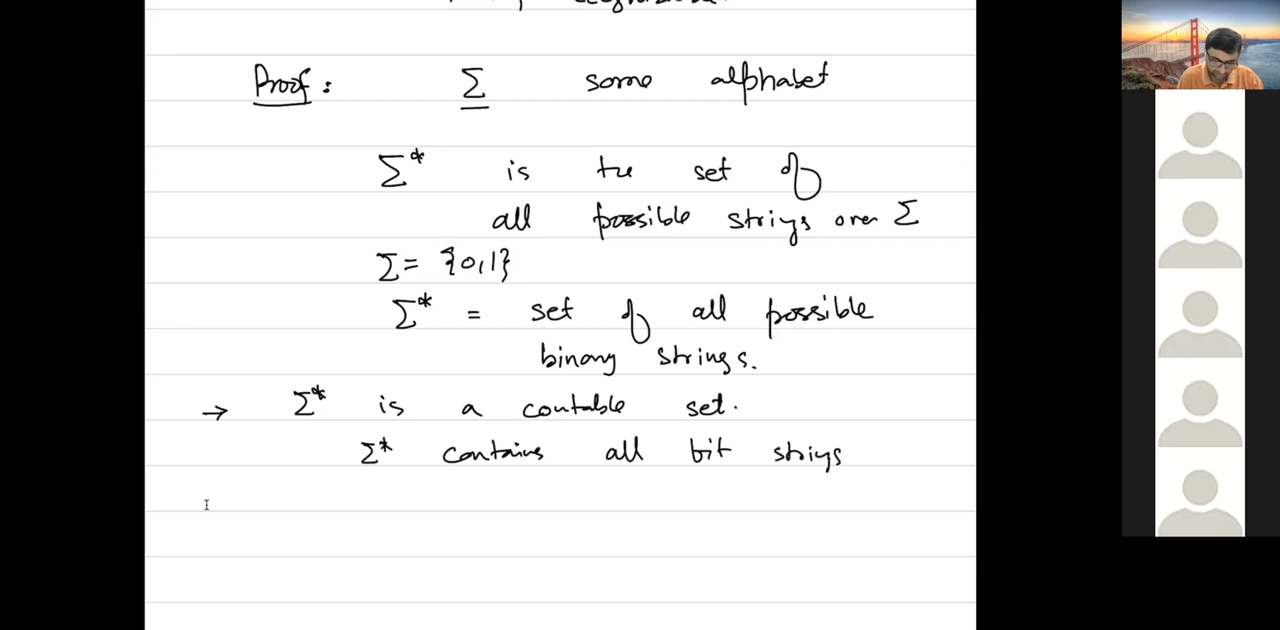 Proof : Σ some alphabet
Σ* is the set of
all possible strings over Σ
Σ = {0,1}
Σ* = set of all possible
binary strings.
→ Σ* is a coutable set.
Σ* contains all bit strings